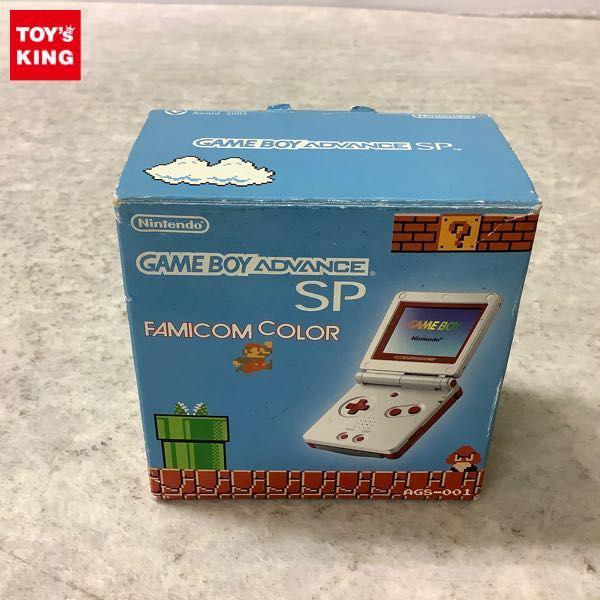 TOY's
KING
Award 2003
Nintendo
GAME BOY ADVANCE SP™
Nintendo
GAME BOY ADVANCE®
SP
FAMICOM COLOR
?
GAME BOY
Nintendo®
AGS-001